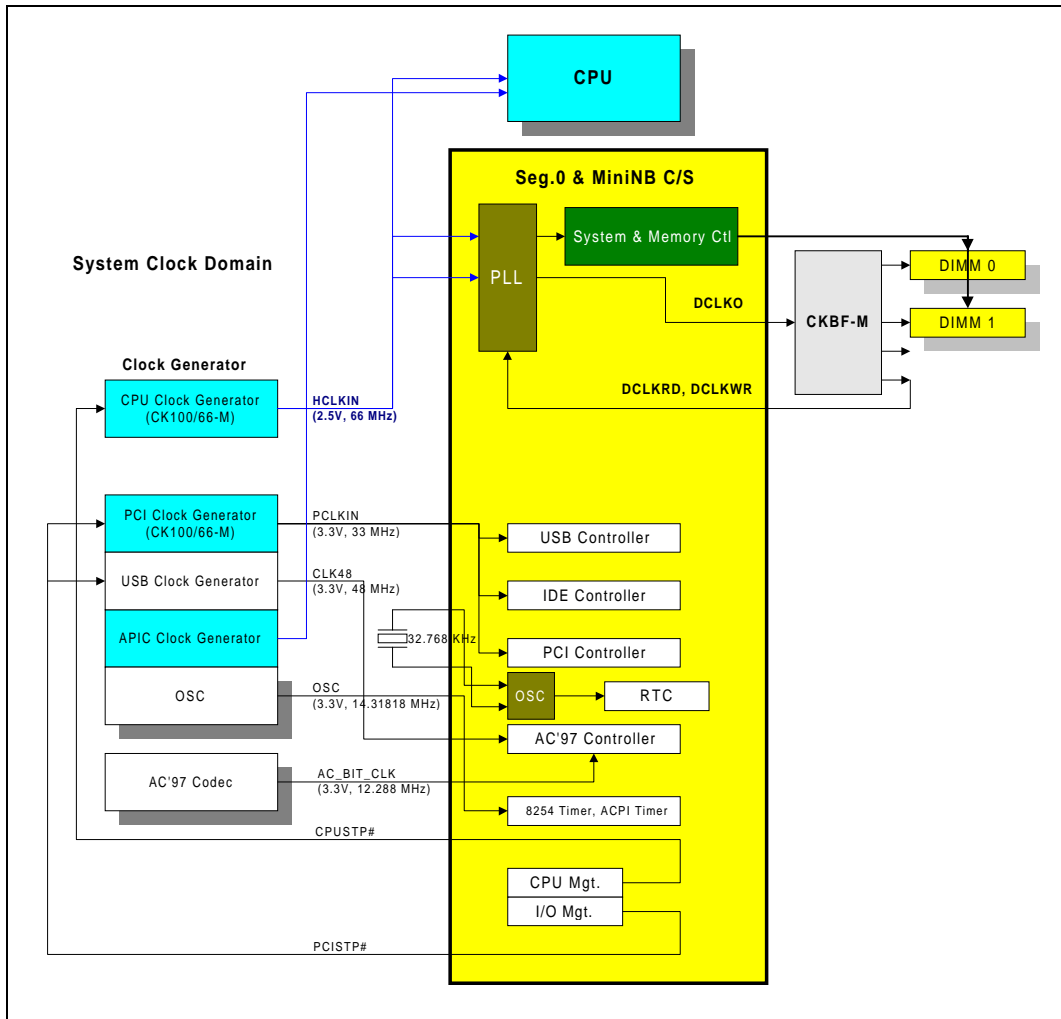 CPU
Seg.0 & MiniNB C/S
System & Memory Ctl
System Clock Domain
PLL
DIMM 0
DCLKO
CKBF-M
DIMM 1
Clock Generator
DCLKRD, DCLKWR
CPU Clock Generator
(CK100/66-M)
HCLKIN
(2.5V, 66 MHz)
PCI Clock Generator
(CK100/66-M)
PCLKIN
(3.3V, 33 MHz)
USB Controller
USB Clock Generator
CLK48
(3.3V, 48 MHz)
IDE Controller
APIC Clock Generator
32.768 KHz
PCI Controller
OSC
OSC
(3.3V, 14.31818 MHz)
OSC
RTC
AC'97 Controller
AC'97 Codec
AC_BIT_CLK
(3.3V, 12.288 MHz)
8254 Timer, ACPI Timer
CPUSTP#
CPU Mgt.
I/O Mgt.
PCISTP#